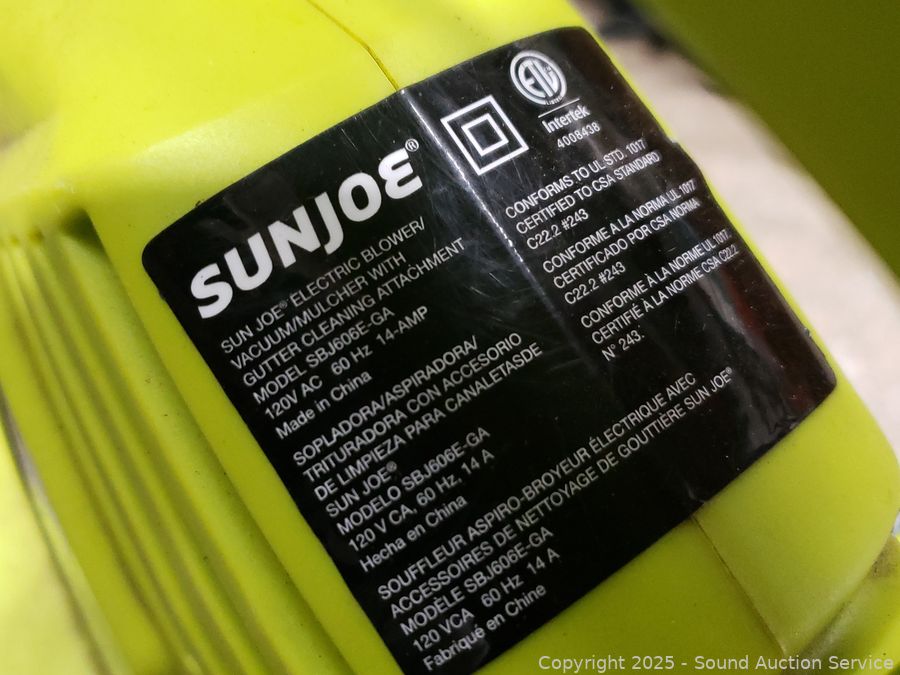 SUNJOE®
SUN JOE® ELECTRIC BLOWER/
VACUUM/MULCHER WITH
GUTTER CLEANING ATTACHMENT
MODEL SBJ606E-GA
120V AC 60 Hz 14-AMP
Made in China
SOPLADORA/ASPIRADORA/
TRITURADORA CON ACCESORIO
DE LIMPIEZA PARA CANALETASDE
SUN JOE®
MODELO SBJ606E-GA
120 V CA, 60 Hz, 14 A
Hecha en China
SOUFFLEUR ASPIRO-BROYEUR ÉLECTRIQUE AVEC
ACCESSOIRES DE NETTOYAGE DE GOUTTIÈRE SUN JOE®
MODÈLE SBJ606E-GA
120 VCA 60 Hz 14 A
Fabriqué en Chine
ETL
Intertek
4008438
CONFORMS TO UL STD. 1017
CERTIFIED TO CSA STANDARD
C22.2 #243
CONFORME À LA NORMA UL 1017
CERTIFICADO POR CSA NORMA
C22.2 #243
CONFORME À LA NORME UL 1017
CERTIFIÉ À LA NORME CSA C22.2
N° 243.
Copyright 2025 - Sound Auction Service